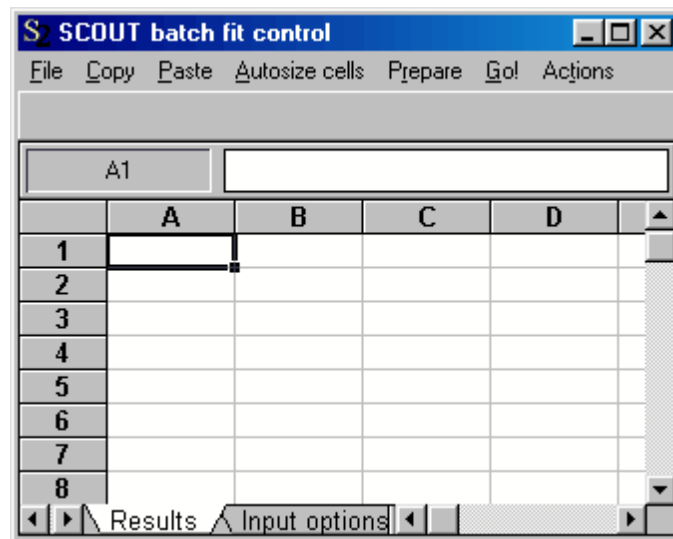 S2 SCOUT batch fit control
File Copy Paste Autosize cells Prepare Go! Actions
A1
A B C D
1
2
3
4
5
6
7
8
Results Input options